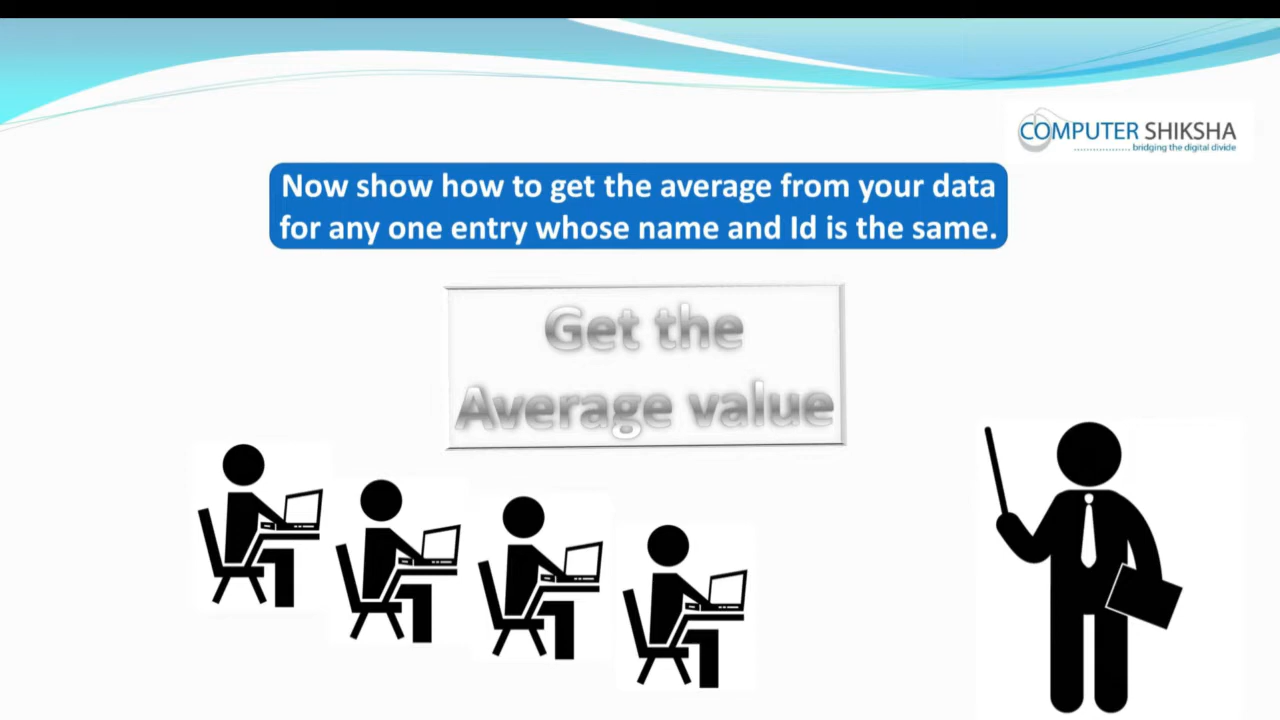 COMPUTER SHIKSHA
bridging the digital divide
Now show how to get the average from your data
for any one entry whose name and Id is the same.
Get the
Average value